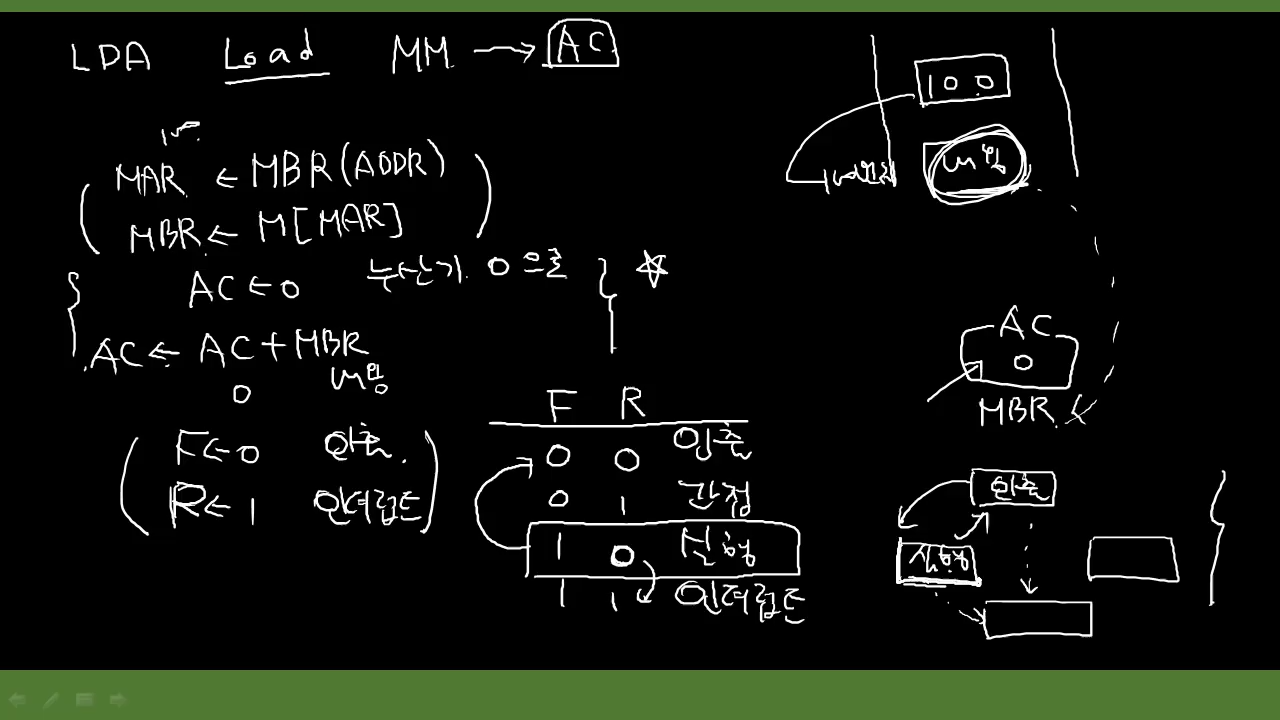 LDA Load MM → AC
100
MAR ← MBR(ADDR)
내일
MBR ← M[MAR]
AC ← 0 누산기 0으로
AC ← AC + MBR
0 내일
AC
0
MBR
F ← 0 인출.
R ← 1 인터럽트
F R
0 0 인출
0 1 간접
1 0 실행
1 1 인터럽트
인출
실행